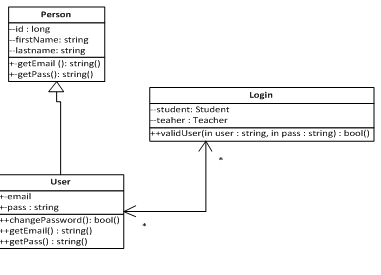 Person
--id : long
--firstName: string
--lastname: string
+-getEmail (): string()
+-getPass(): string()
Login
--student: Student
--teaher : Teacher
++validUser(in user : string, in pass : string) : bool()
*
User
+-email
+-pass : string
++changePassword(): bool()
++getEmail() : string()
++getPass() : string()
*